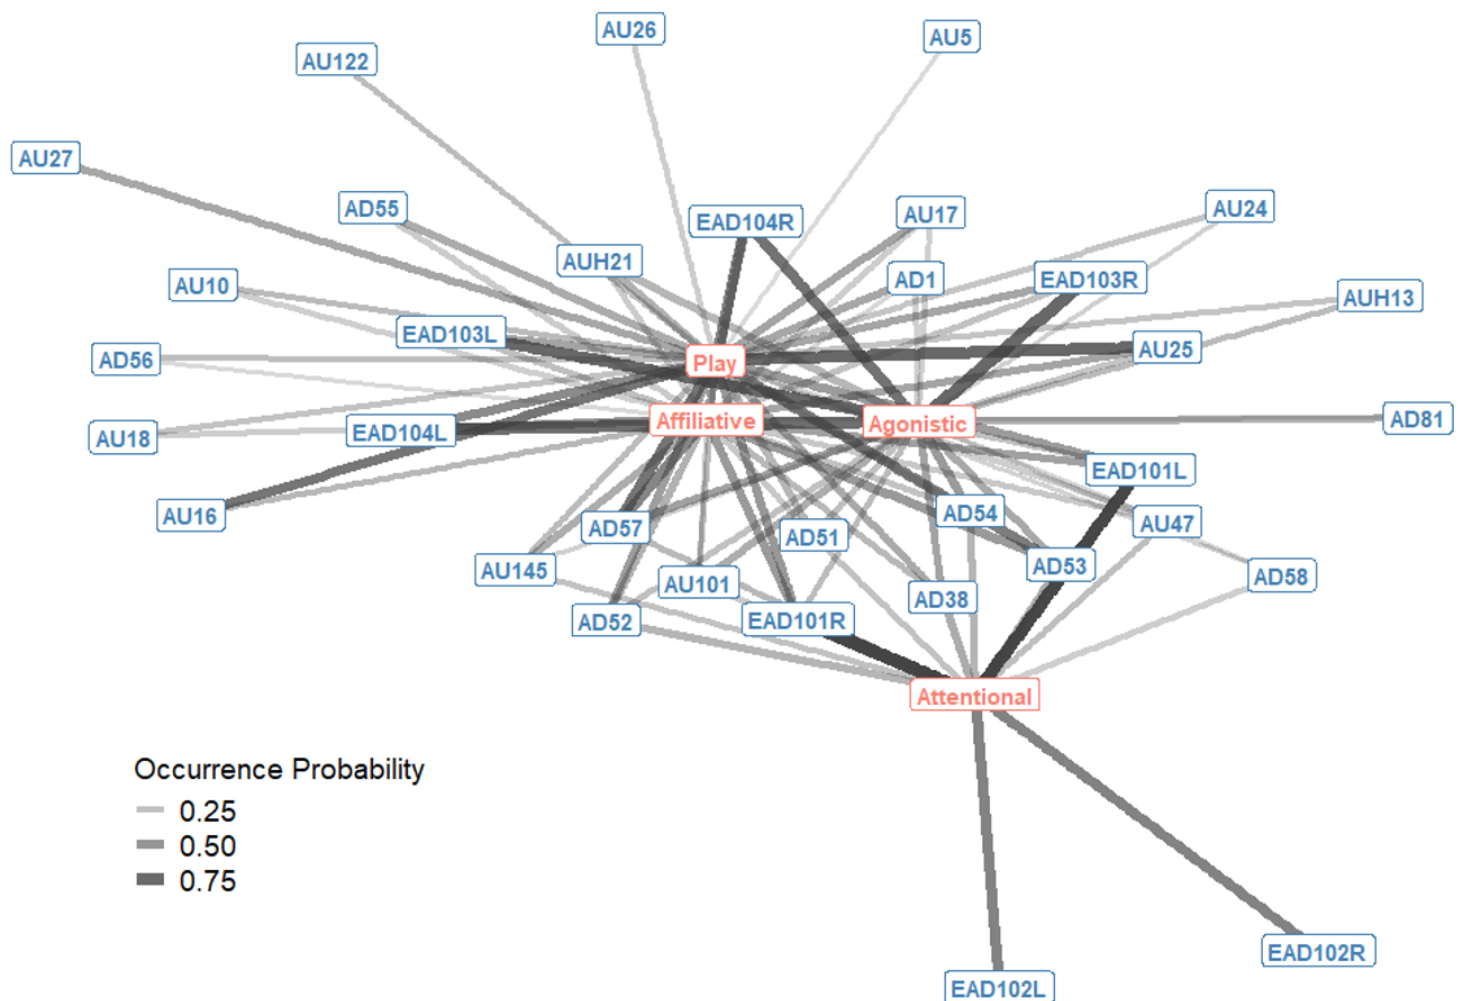 AU26
AU5
AU122
AU27
AD55
EAD104R
AU17
AU24
AUH21
AD1
EAD103R
AU10
AUH13
EAD103L
AU25
AD56
Play
Affiliative
Agonistic
AD81
AU18
EAD104L
EAD101L
AU16
AD54
AU47
AD57
AD51
AU145
AD53
AD58
AU101
AD38
AD52
EAD101R
Attentional
Occurrence Probability
0.25
0.50
0.75
EAD102R
EAD102L